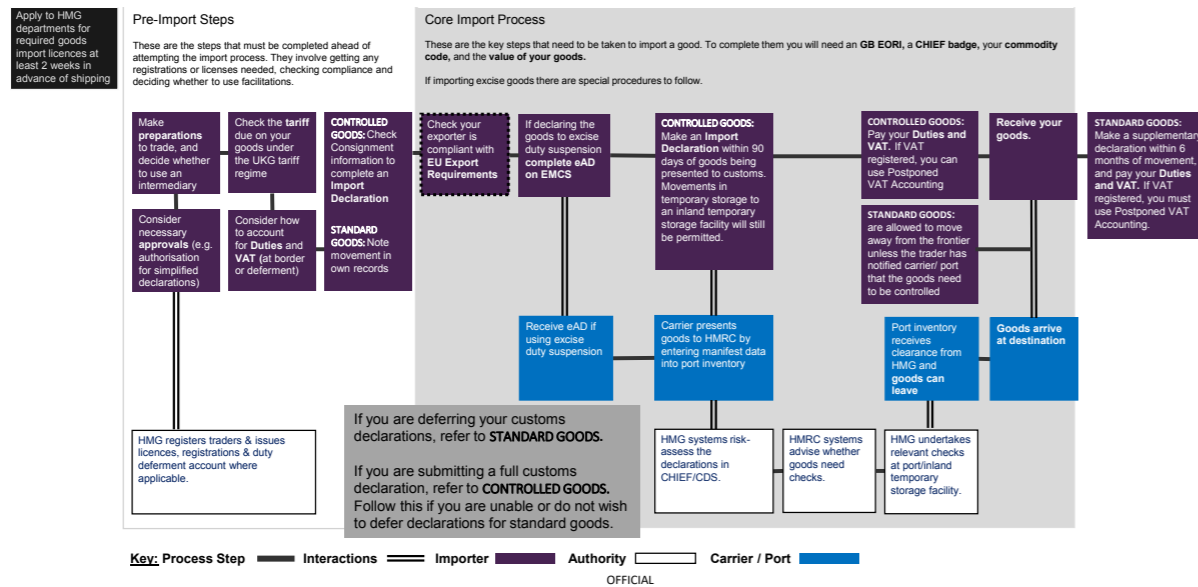 Apply to HMG
departments for
required goods
import licences at
least 2 weeks in
advance of shipping
Pre-Import Steps
These are the steps that must be completed ahead of
attempting the import process. They involve getting any
registrations or licenses needed, checking compliance and
deciding whether to use facilitations.
Core Import Process
These are the key steps that need to be taken to import a good. To complete them you will need an GB EORI, a CHIEF badge, your commodity
code, and the value of your goods.
If importing excise goods there are special procedures to follow.
Make
preparations
to trade, and
decide whether
to use an
intermediary
Check the tariff
due on your
goods under
the UKG tariff
regime
CONTROLLED
GOODS: Check
Consignment
information to
complete an
Import
Declaration
STANDARD
GOODS: Note
movement in
own records
Consider
necessary
approvals (e.g.
authorisation
for simplified
declarations)
Consider how
to account
for Duties and
VAT (at border
or deferment)
Check your
exporter is
compliant with
EU Export
Requirements
If declaring the
goods to excise
duty suspension
complete eAD
on EMCS
CONTROLLED GOODS:
Make an Import
Declaration within 90
days of goods being
presented to customs.
Movements in
temporary storage to
an inland temporary
storage facility will still
be permitted.
CONTROLLED GOODS:
Pay your Duties and
VAT. If VAT
registered, you can
use Postponed
VAT Accounting
Receive your
goods.
STANDARD GOODS:
Make a supplementary
declaration within 6
months of movement,
and pay your Duties
and VAT. If VAT
registered, you must
use Postponed VAT
Accounting.
STANDARD GOODS:
are allowed to move
away from the frontier
unless the trader has
notified carrier/ port
that the goods need
to be controlled
Receive eAD if
using excise
duty suspension
Carrier presents
goods to HMRC by
entering manifest data
into port inventory
Port inventory
receives
clearance from
HMG and
goods can
leave
Goods arrive
at destination
HMG registers traders & issues
licences, registrations & duty
deferment account where
applicable.
If you are deferring your customs
declarations, refer to STANDARD GOODS.
If you are submitting a full customs
declaration, refer to CONTROLLED GOODS.
Follow this if you are unable or do not wish
to defer declarations for standard goods.
HMG systems risk-
assess the
declarations in
CHIEF/CDS.
HMRC systems
advise whether
goods need
checks.
HMG undertakes
relevant checks
at port/inland
temporary
storage facility.
Key: Process Step Interactions Importer Authority Carrier / Port
OFFICIAL